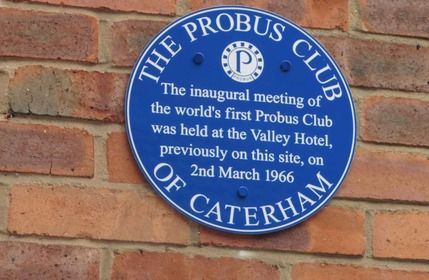 THE PROBUS CLUB
P
PROBUS
The inaugural meeting of
the world's first Probus Club
was held at the Valley Hotel,
previously on this site, on
2nd March 1966
OF CATERHAM